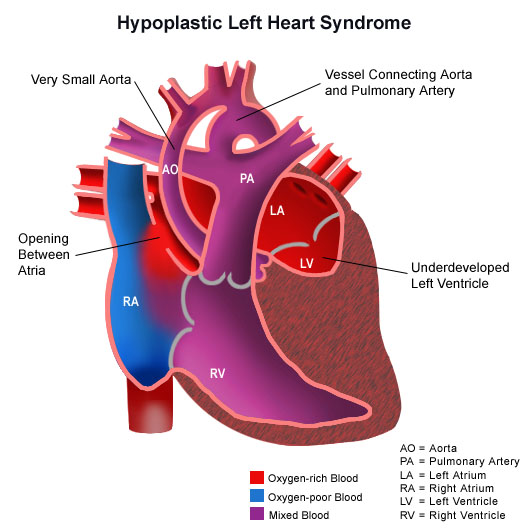 Hypoplastic Left Heart Syndrome
Very Small Aorta
Vessel Connecting Aorta
and Pulmonary Artery
AO
PA
LA
Opening
Between
Atria
LV
Underdeveloped
Left Ventricle
RA
RV
Oxygen-rich Blood
Oxygen-poor Blood
Mixed Blood
AO = Aorta
PA = Pulmonary Artery
LA = Left Atrium
RA = Right Atrium
LV = Left Ventricle
RV = Right Ventricle